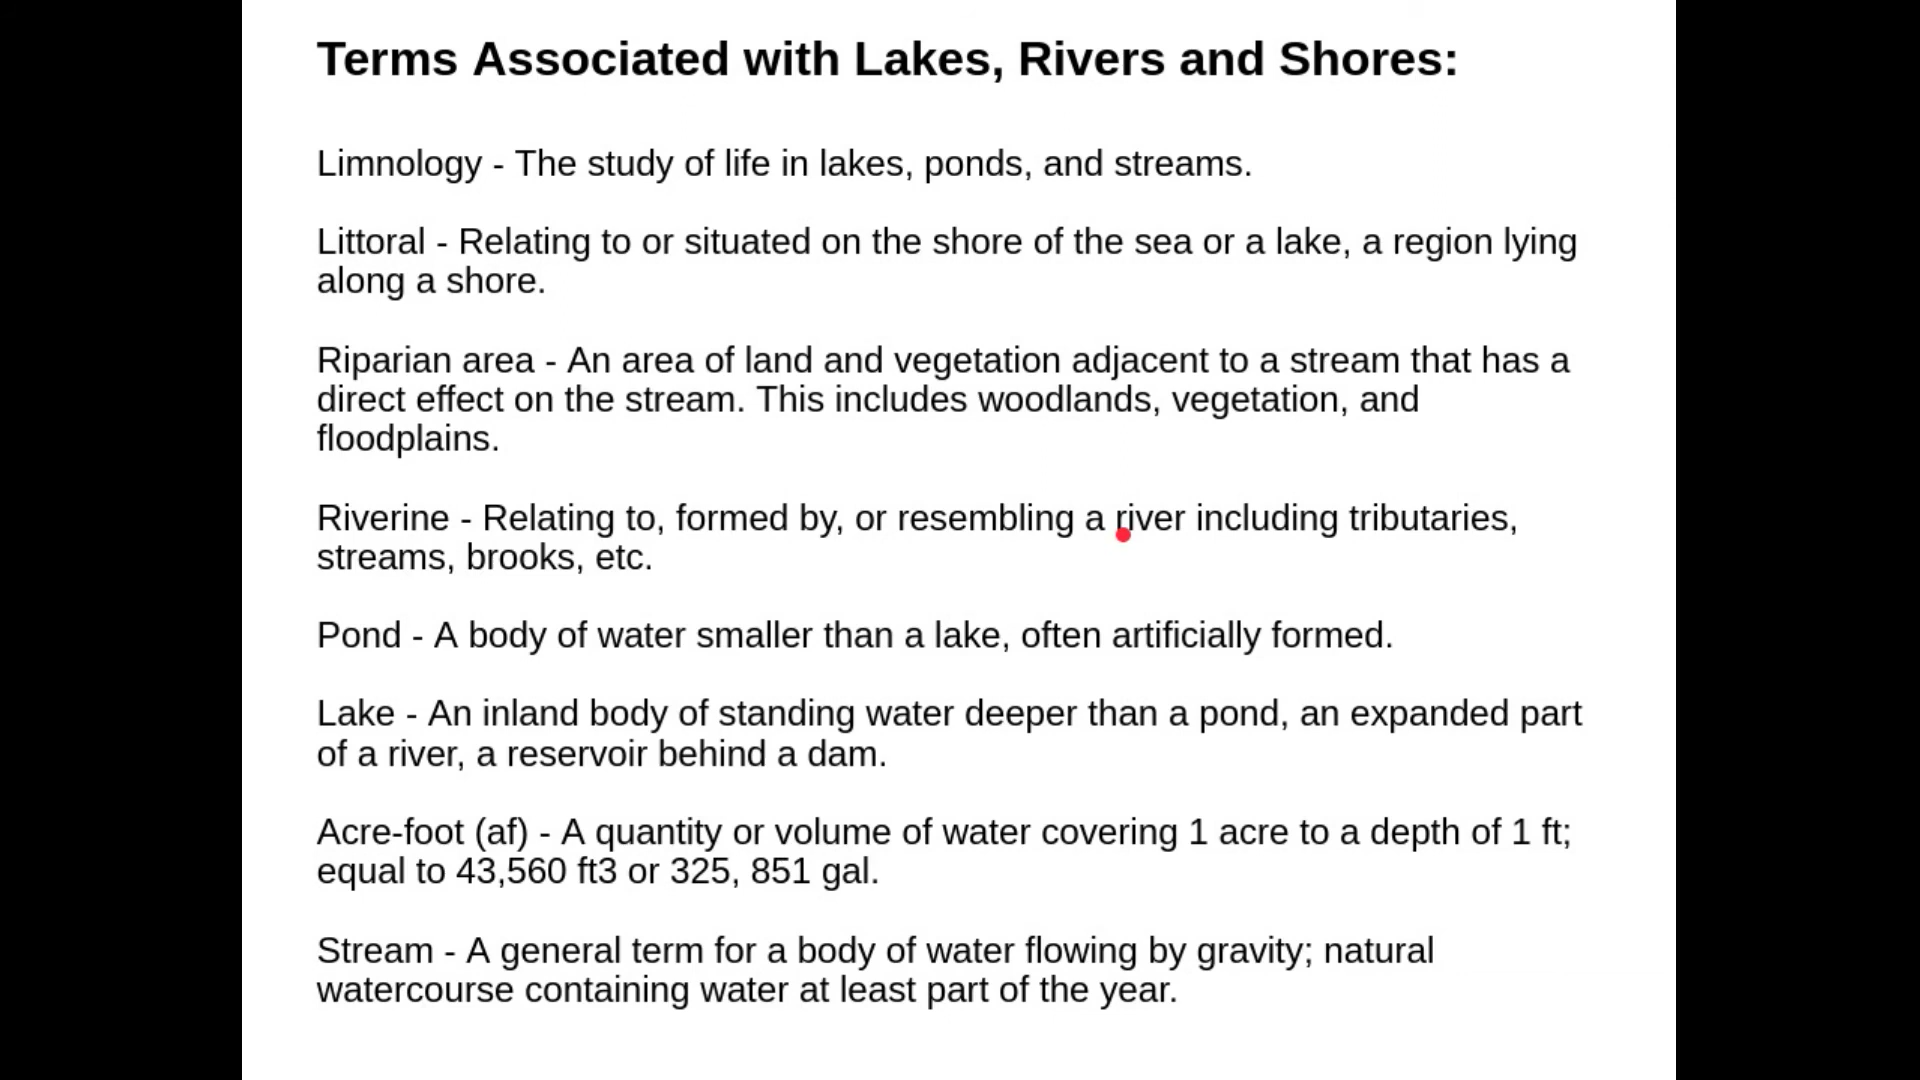 Terms Associated with Lakes, Rivers and Shores:
Limnology - The study of life in lakes, ponds, and streams.
Littoral - Relating to or situated on the shore of the sea or a lake, a region lying
along a shore.
Riparian area - An area of land and vegetation adjacent to a stream that has a
direct effect on the stream. This includes woodlands, vegetation, and
floodplains.
Riverine - Relating to, formed by, or resembling a river including tributaries,
streams, brooks, etc.
Pond - A body of water smaller than a lake, often artificially formed.
Lake - An inland body of standing water deeper than a pond, an expanded part
of a river, a reservoir behind a dam.
Acre-foot (af) - A quantity or volume of water covering 1 acre to a depth of 1 ft;
equal to 43,560 ft3 or 325, 851 gal.
Stream - A general term for a body of water flowing by gravity; natural
watercourse containing water at least part of the year.